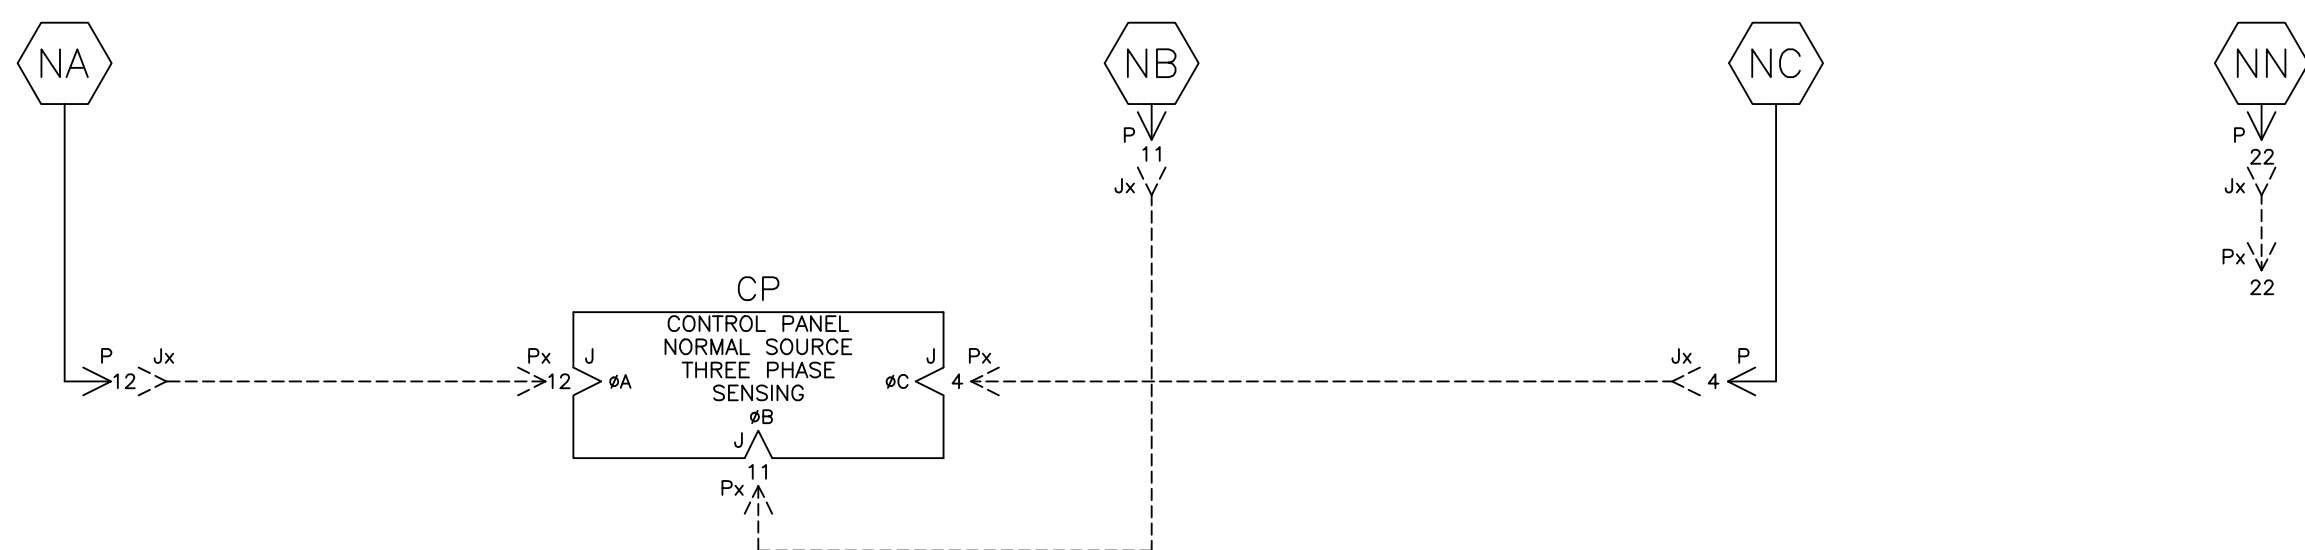 NA
NB
NC
NN
P
P
11
22
Jx
Jx
Px
22
CP
CONTROL PANEL
NORMAL SOURCE
THREE PHASE
SENSING
P
Jx
Px
J
J
Px
Jx
P
12
12
øA
øC
4
4
øB
J
11
Px